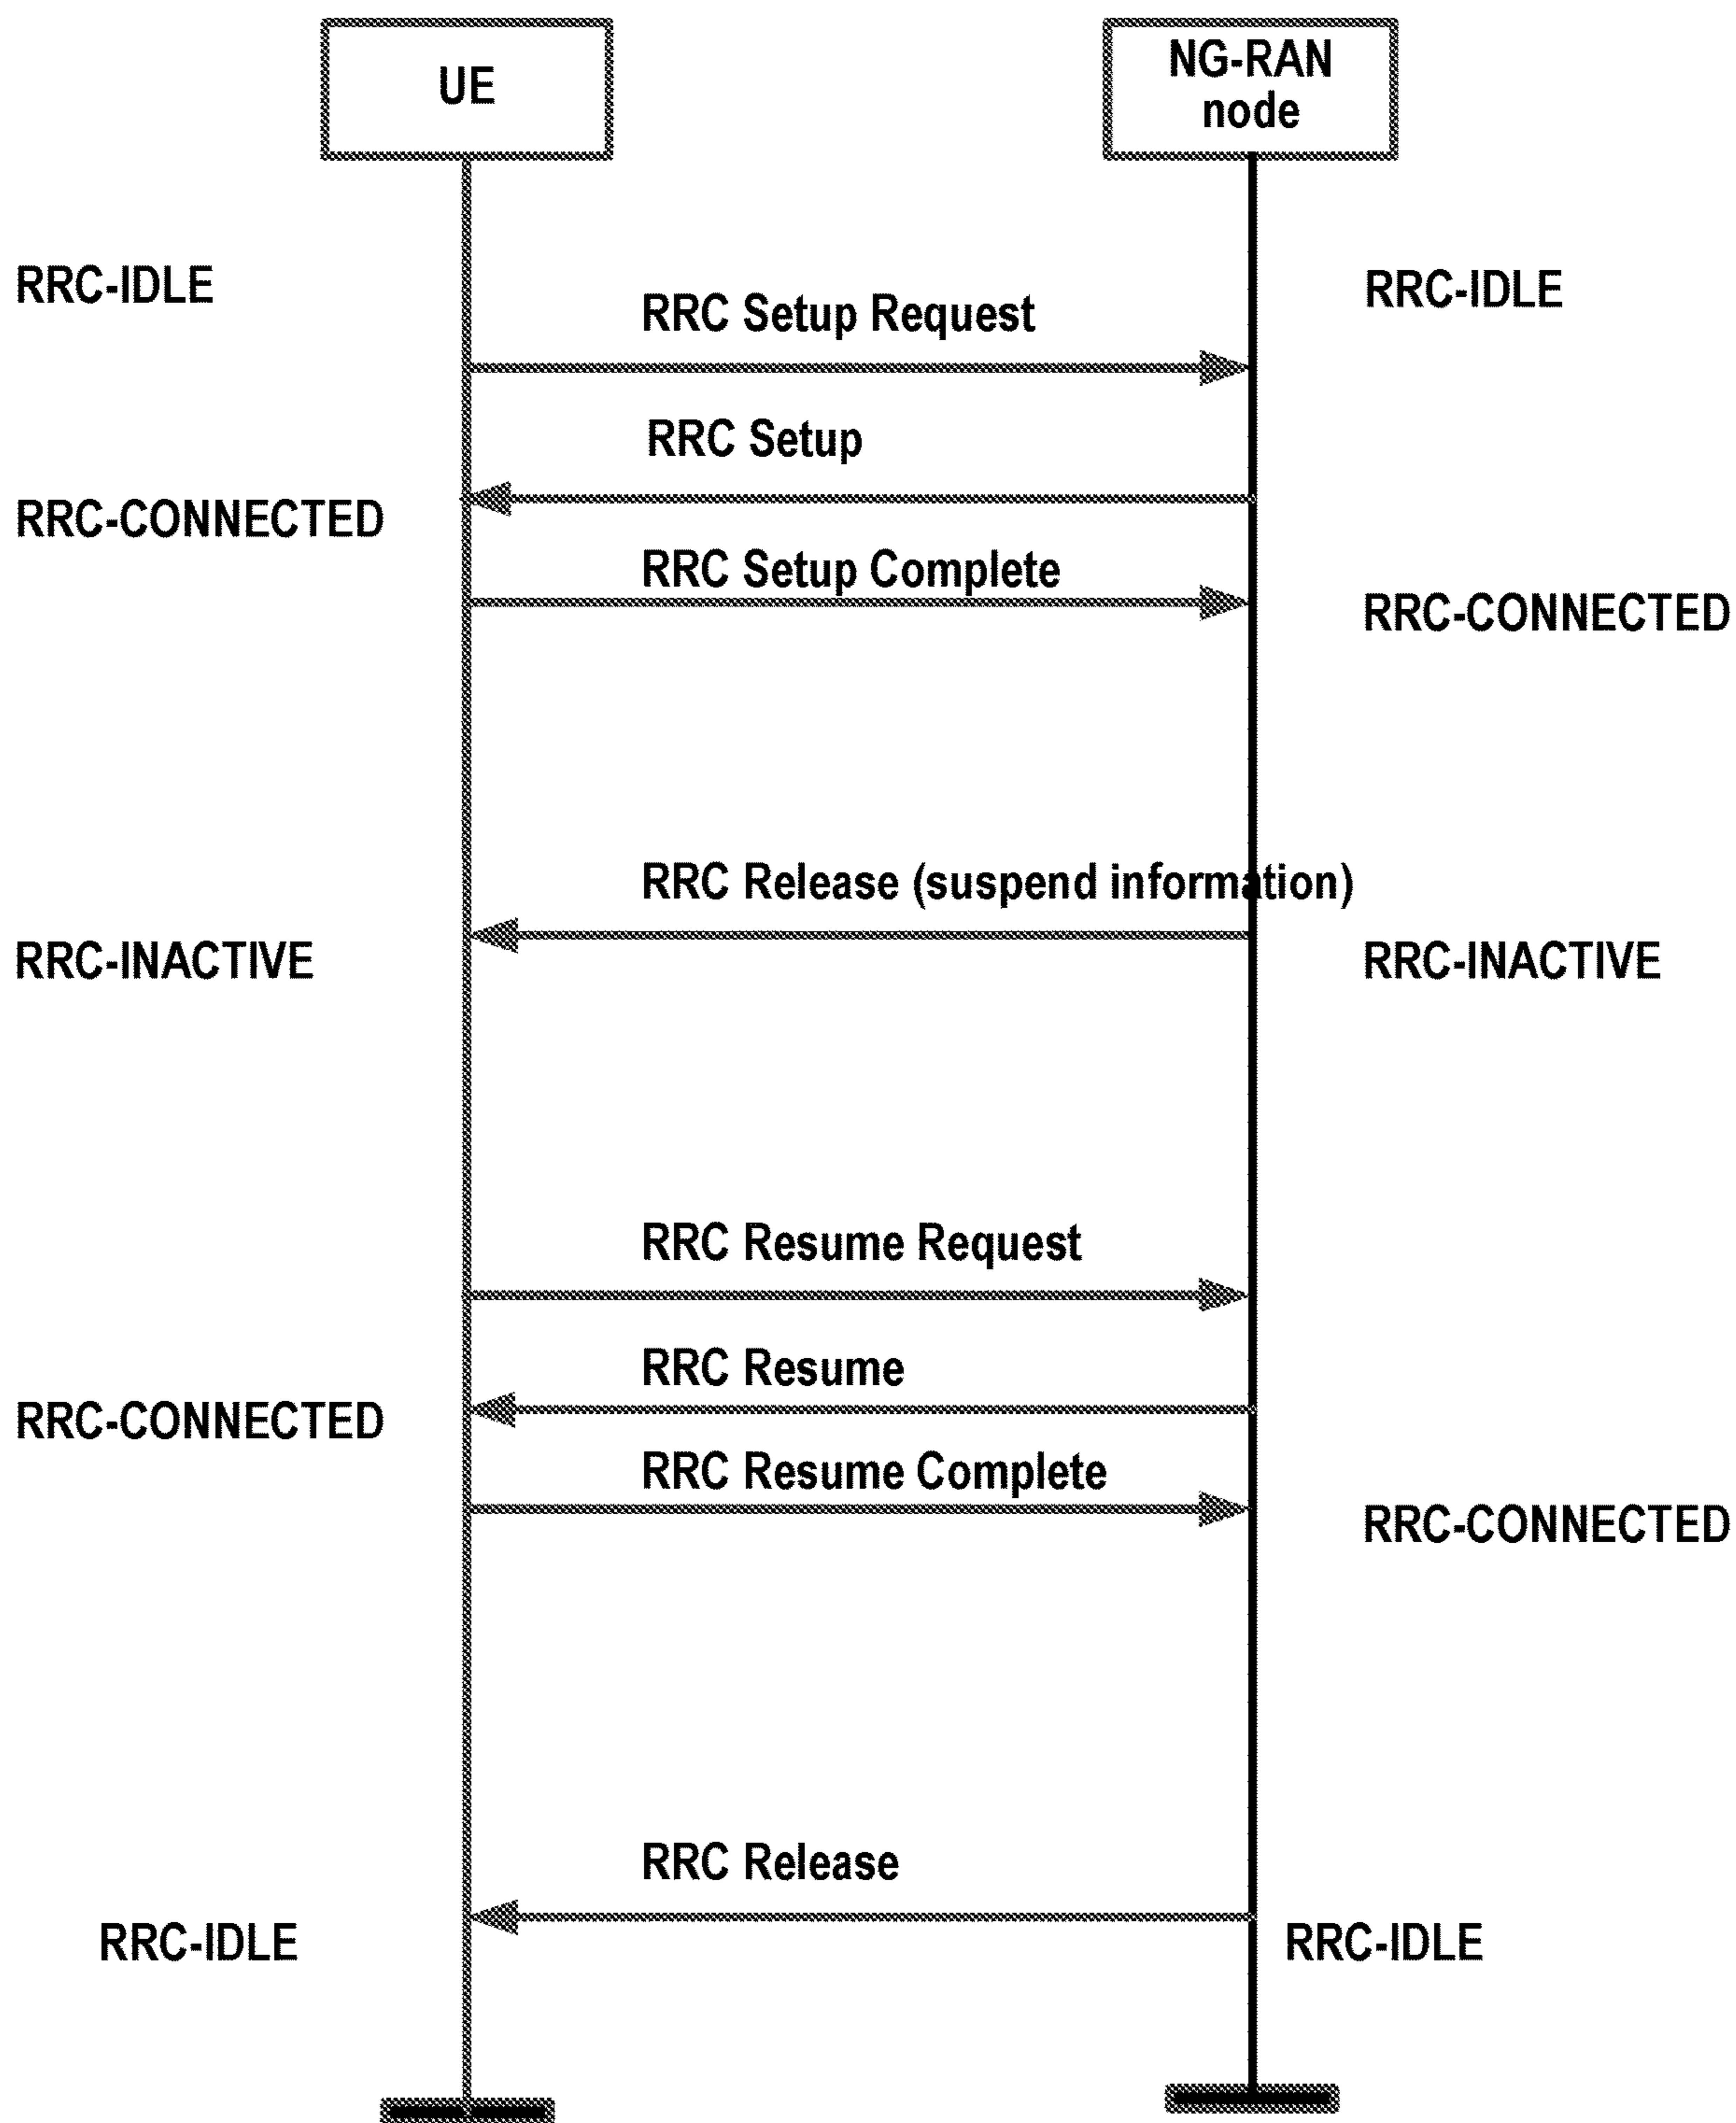 UE
NG-RAN
node
RRC-IDLE
RRC-IDLE
RRC Setup Request
RRC Setup
RRC-CONNECTED
RRC Setup Complete
RRC-CONNECTED
RRC Release (suspend information)
RRC-INACTIVE
RRC-INACTIVE
RRC Resume Request
RRC Resume
RRC-CONNECTED
RRC Resume Complete
RRC-CONNECTED
RRC Release
RRC-IDLE
RRC-IDLE